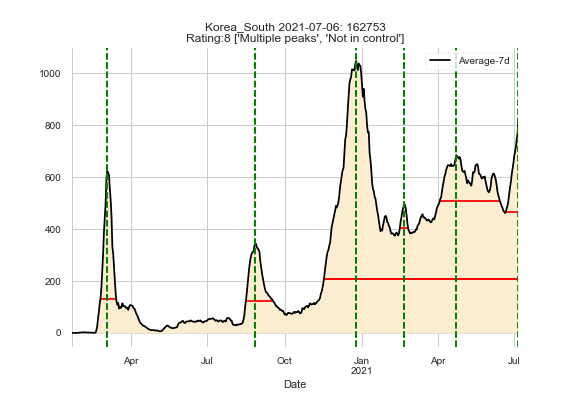 Korea_South 2021-07-06: 162753
Rating:8 ['Multiple peaks', 'Not in control']
Average-7d
1000
800
600
400
200
0
Apr
Jul
Oct
Jan
2021
Apr
Jul
Date